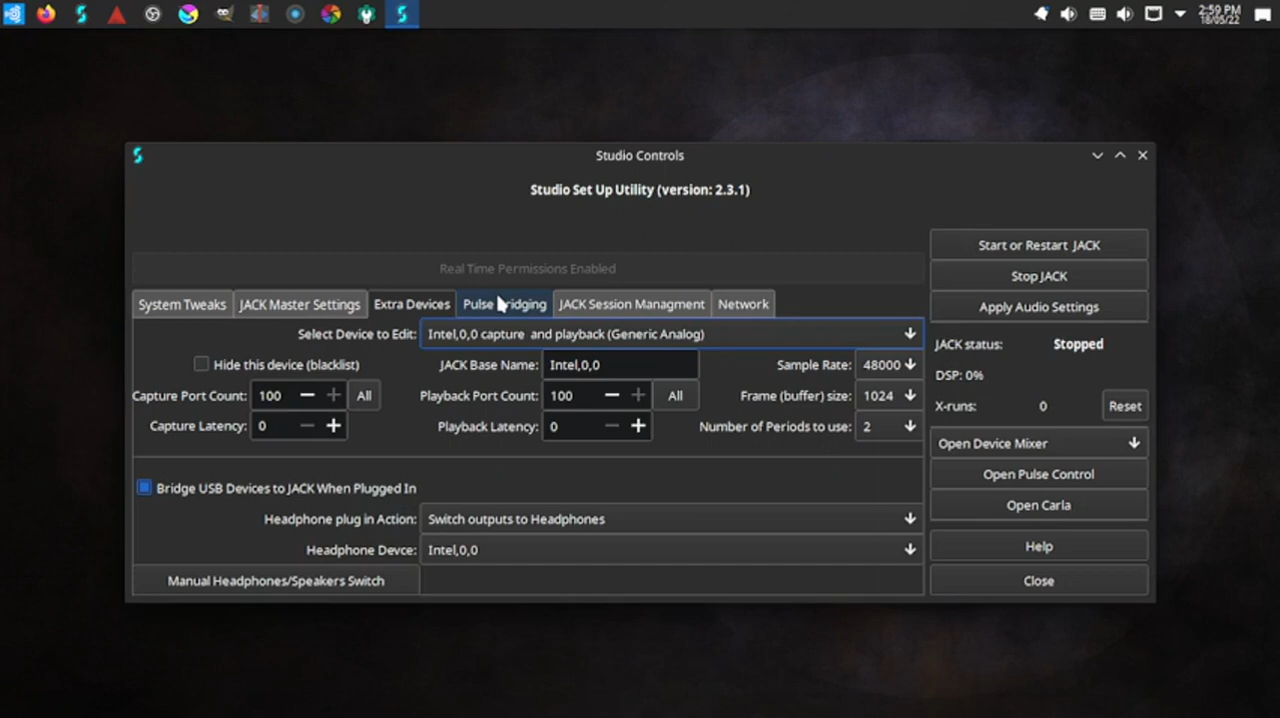 2:59 PM
18/05/22
Studio Controls
Studio Set Up Utility (version: 2.3.1)
Real Time Permissions Enabled
System Tweaks JACK Master Settings Extra Devices Pulse Bridging JACK Session Managment Network
Select Device to Edit: Intel,0,0 capture and playback (Generic Analog)
Hide this device (blacklist) JACK Base Name: Intel,0,0 Sample Rate: 48000
Capture Port Count: 100 All Playback Port Count: 100 All Frame (buffer) size: 1024
Capture Latency: 0 Playback Latency: 0 Number of Periods to use: 2
Bridge USB Devices to JACK When Plugged In
Headphone plug in Action: Switch outputs to Headphones
Headphone Devce: Intel,0,0
Manual Headphones/Speakers Switch
Start or Restart JACK
Stop JACK
Apply Audio Settings
JACK status: Stopped
DSP: 0%
X-runs: 0 Reset
Open Device Mixer
Open Pulse Control
Open Carla
Help
Close